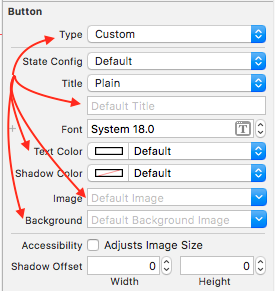 Button
Type Custom
State Config Default
Title Plain
Default Title
+ Font System 18.0 T
Text Color Default
Shadow Color Default
Image Default Image
Background Default Background Image
Accessibility Adjusts Image Size
Shadow Offset 0 0
Width Height